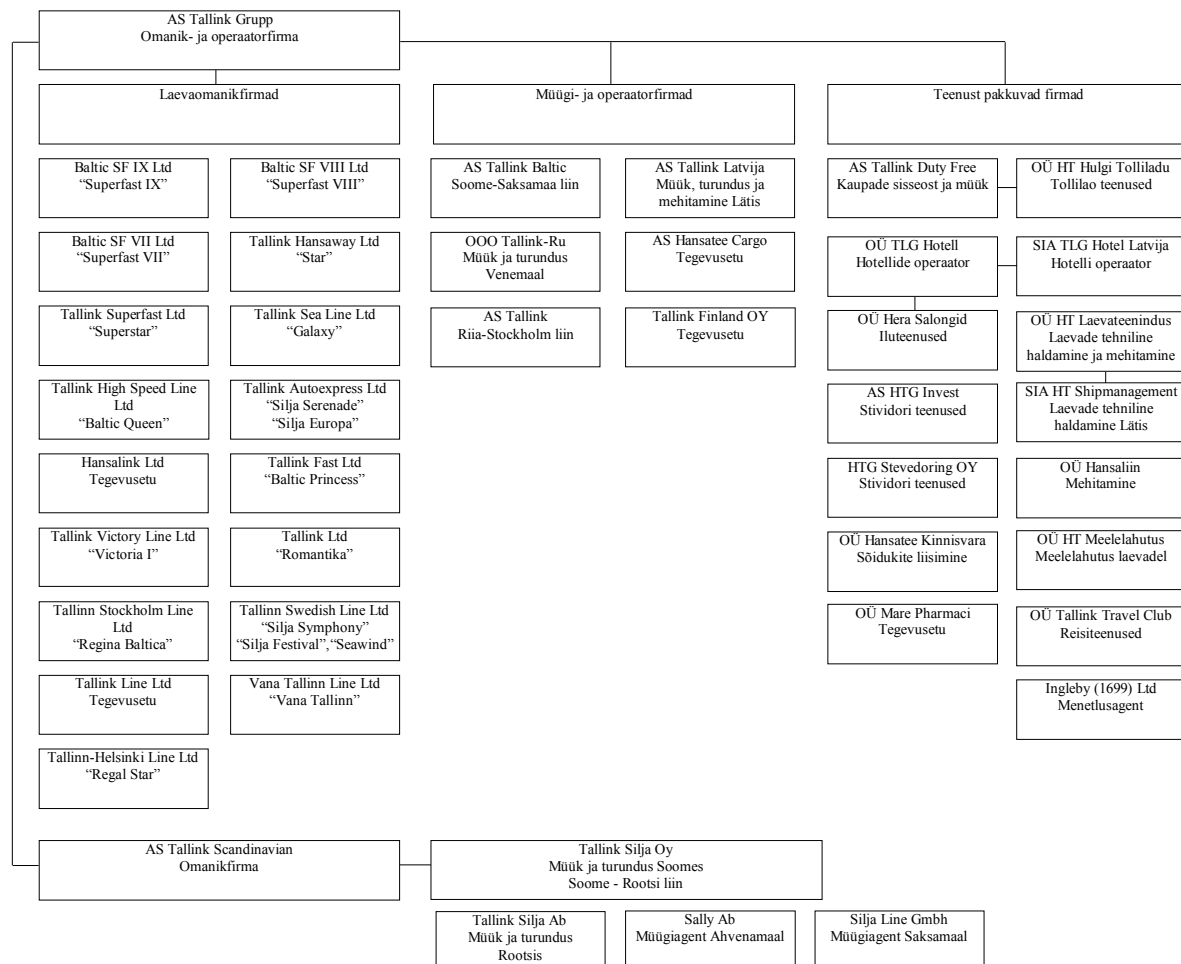 AS Tallink Grupp
Omanik- ja operaatorfirma
Laevaomanikfirmad
Müügi- ja operaatorfirmad
Teenust pakkuvad firmad
Baltic SF IX Ltd
“Superfast IX”
Baltic SF VIII Ltd
“Superfast VIII”
AS Tallink Baltic
Soome-Saksamaa liin
AS Tallink Latvija
Müük, turundus ja
mehitamine Lätis
AS Tallink Duty Free
Kaupade sisseost ja müük
OÜ HT Hulgi Tolliladu
Tollilao teenused
Baltic SF VII Ltd
“Superfast VII”
Tallink Hansaway Ltd
“Star”
OOO Tallink-Ru
Müük ja turundus
Venemaal
AS Hansatee Cargo
Tegevusetu
OÜ TLG Hotell
Hotellide operaator
SIA TLG Hotel Latvija
Hotelli operaator
Tallink Superfast Ltd
“Superstar”
Tallink Sea Line Ltd
“Galaxy”
AS Tallink
Riia-Stockholm liin
Tallink Finland OY
Tegevusetu
OÜ Hera Salongid
Iluteenused
OÜ HT Laevateenindus
Laevade tehniline
haldamine ja mehitamine
Tallink High Speed Line
Ltd
“Baltic Queen”
Tallink Autoexpress Ltd
“Silja Serenade”
“Silja Europa”
AS HTG Invest
Stividori teenused
SIA HT Shipmanagement
Laevade tehniline
haldamine Lätis
Hansalink Ltd
Tegevusetu
Tallink Fast Ltd
“Baltic Princess”
HTG Stevedoring OY
Stividori teenused
OÜ Hansaliin
Mehitamine
Tallink Victory Line Ltd
“Victoria I”
Tallink Ltd
“Romantika”
OÜ Hansatee Kinnisvara
Sõidukite liisimine
OÜ HT Meelelahutus
Meelelahutus laevadel
Tallinn Stockholm Line
Ltd
“Regina Baltica”
Tallinn Swedish Line Ltd
“Silja Symphony”
“Silja Festival”,“Seawind”
OÜ Mare Pharmaci
Tegevusetu
OÜ Tallink Travel Club
Reisiteenused
Tallink Line Ltd
Tegevusetu
Vana Tallinn Line Ltd
“Vana Tallinn”
Ingleby (1699) Ltd
Menetlusagent
Tallinn-Helsinki Line Ltd
“Regal Star”
AS Tallink Scandinavian
Omanikfirma
Tallink Silja Oy
Müük ja turundus Soomes
Soome - Rootsi liin
Tallink Silja Ab
Müük ja turundus
Rootsis
Sally Ab
Müügiagent Ahvenamaal
Silja Line Gmbh
Müügiagent Saksamaal